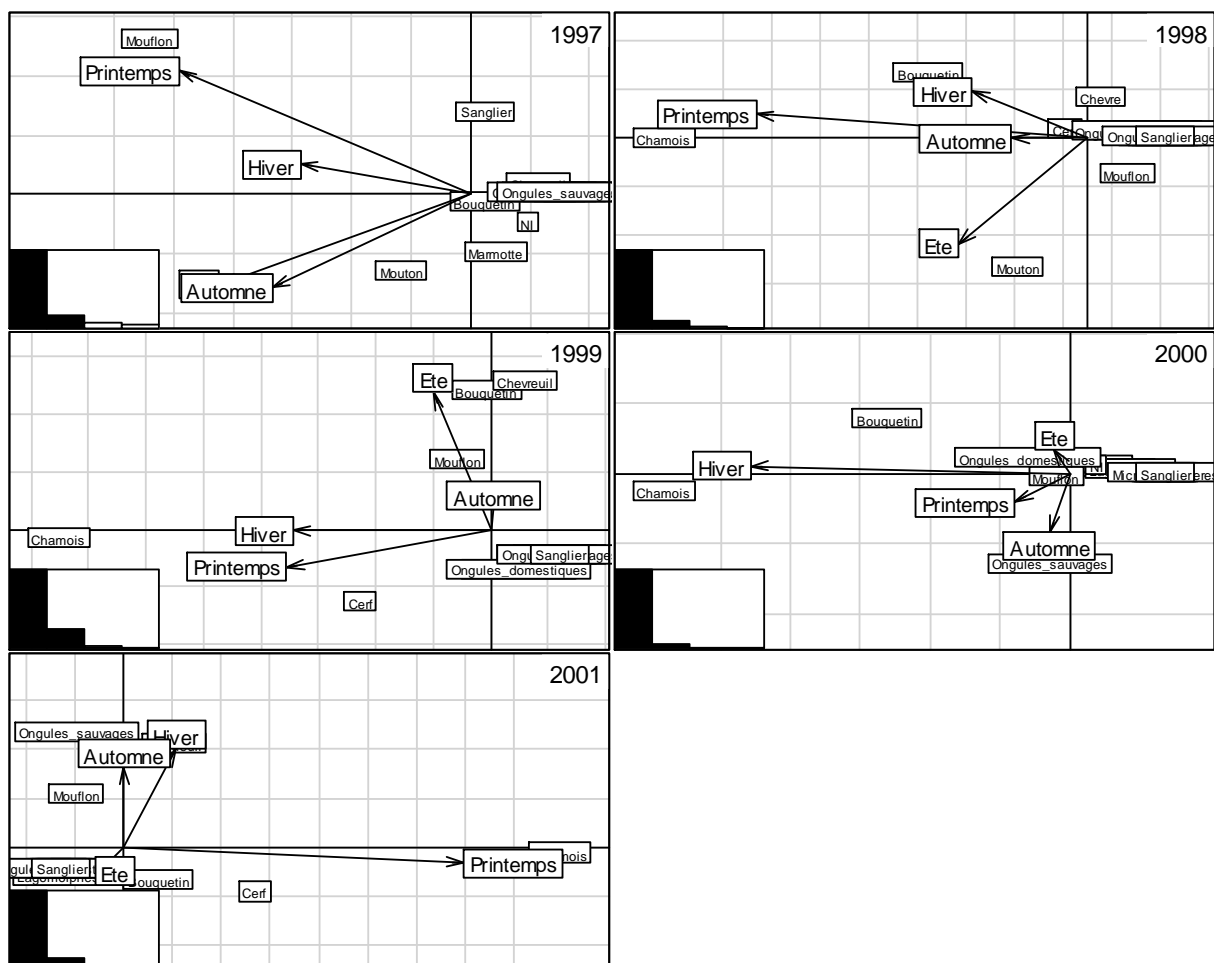 1997
Mouflon
Printemps
Sanglier
Hiver
Ongules_sauvages
Bouquetin
NI
Marmotte
Mouton
Automne
1998
Bouquetin
Hiver
Chevre
Printemps
Chamois
Automne
Sanglier
Mouflon
Ete
Mouton
1999
Ete
Chevreuil
Bouquetin
Mouflon
Automne
Chamois
Hiver
Sanglier
Printemps
Ongules_domestiques
Cerf
2000
Bouquetin
Ete
Ongules_domestiques
Hiver
Mouflon
Sanglier
Chamois
Printemps
Automne
Ongules_sauvages
2001
Ongules_sauvages
Hiver
Automne
Mouflon
Printemps
Sanglier
Ete
Bouquetin
Cerf